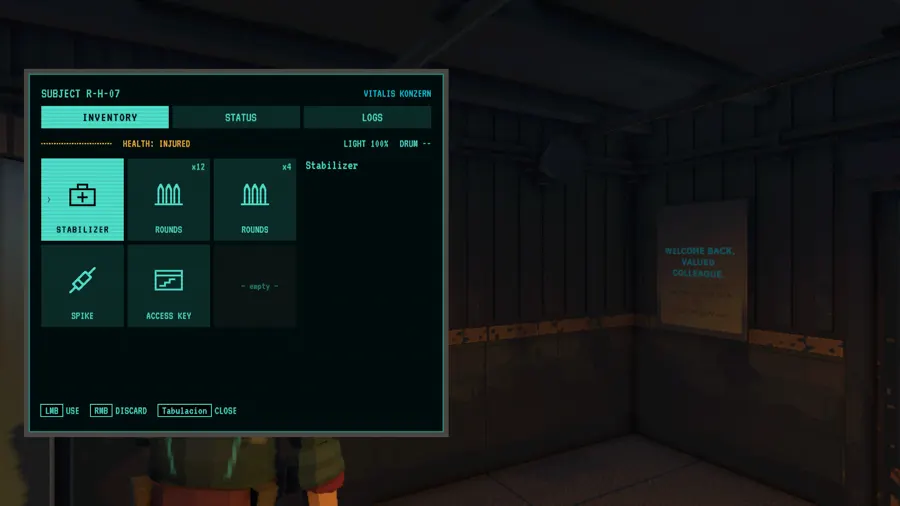 SUBJECT R-H-07
VITALIS KONZERN
INVENTORY
STATUS
LOGS
HEALTH: INJURED
LIGHT 100% DRUM --
STABILIZER
x12
ROUNDS
x4
ROUNDS
Stabilizer
SPIKE
ACCESS KEY
- empty -
LMB USE RMB DISCARD Tabulacion CLOSE
WELCOME BACK,
VALUED
COLLEAGUE.